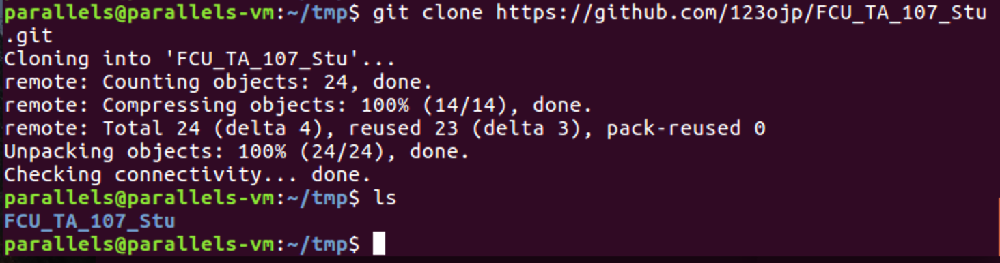 parallels@parallels-vm:~/tmp$ git clone https://github.com/123ojp/FCU_TA_107_Stu
.git
Cloning into 'FCU_TA_107_Stu'...
remote: Counting objects: 24, done.
remote: Compressing objects: 100% (14/14), done.
remote: Total 24 (delta 4), reused 23 (delta 3), pack-reused 0
Unpacking objects: 100% (24/24), done.
Checking connectivity... done.
parallels@parallels-vm:~/tmp$ ls
FCU_TA_107_Stu
parallels@parallels-vm:~/tmp$